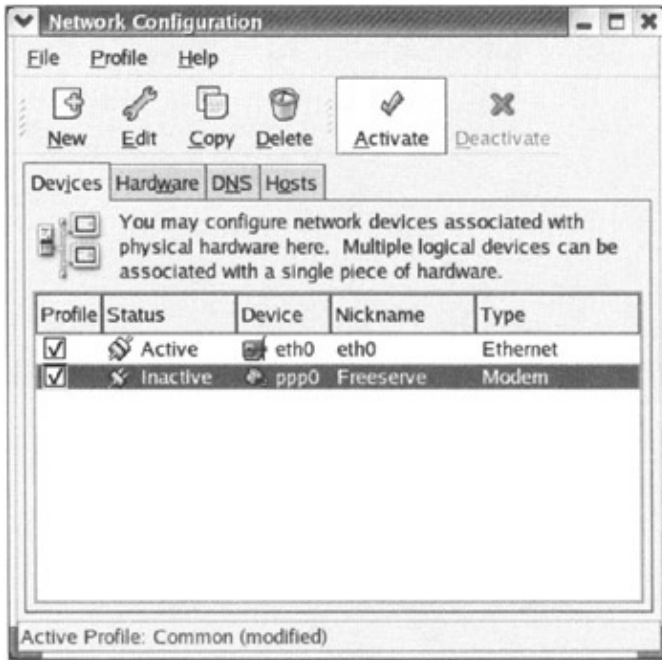 Network Configuration
File Profile Help
New Edit Copy Delete Activate Deactivate
Devices Hardware DNS Hosts
You may configure network devices associated with
physical hardware here. Multiple logical devices can be
associated with a single piece of hardware.
Profile Status Device Nickname Type
Active eth0 eth0 Ethernet
Inactive ppp0 Freeserve Modem
Active Profile: Common (modified)